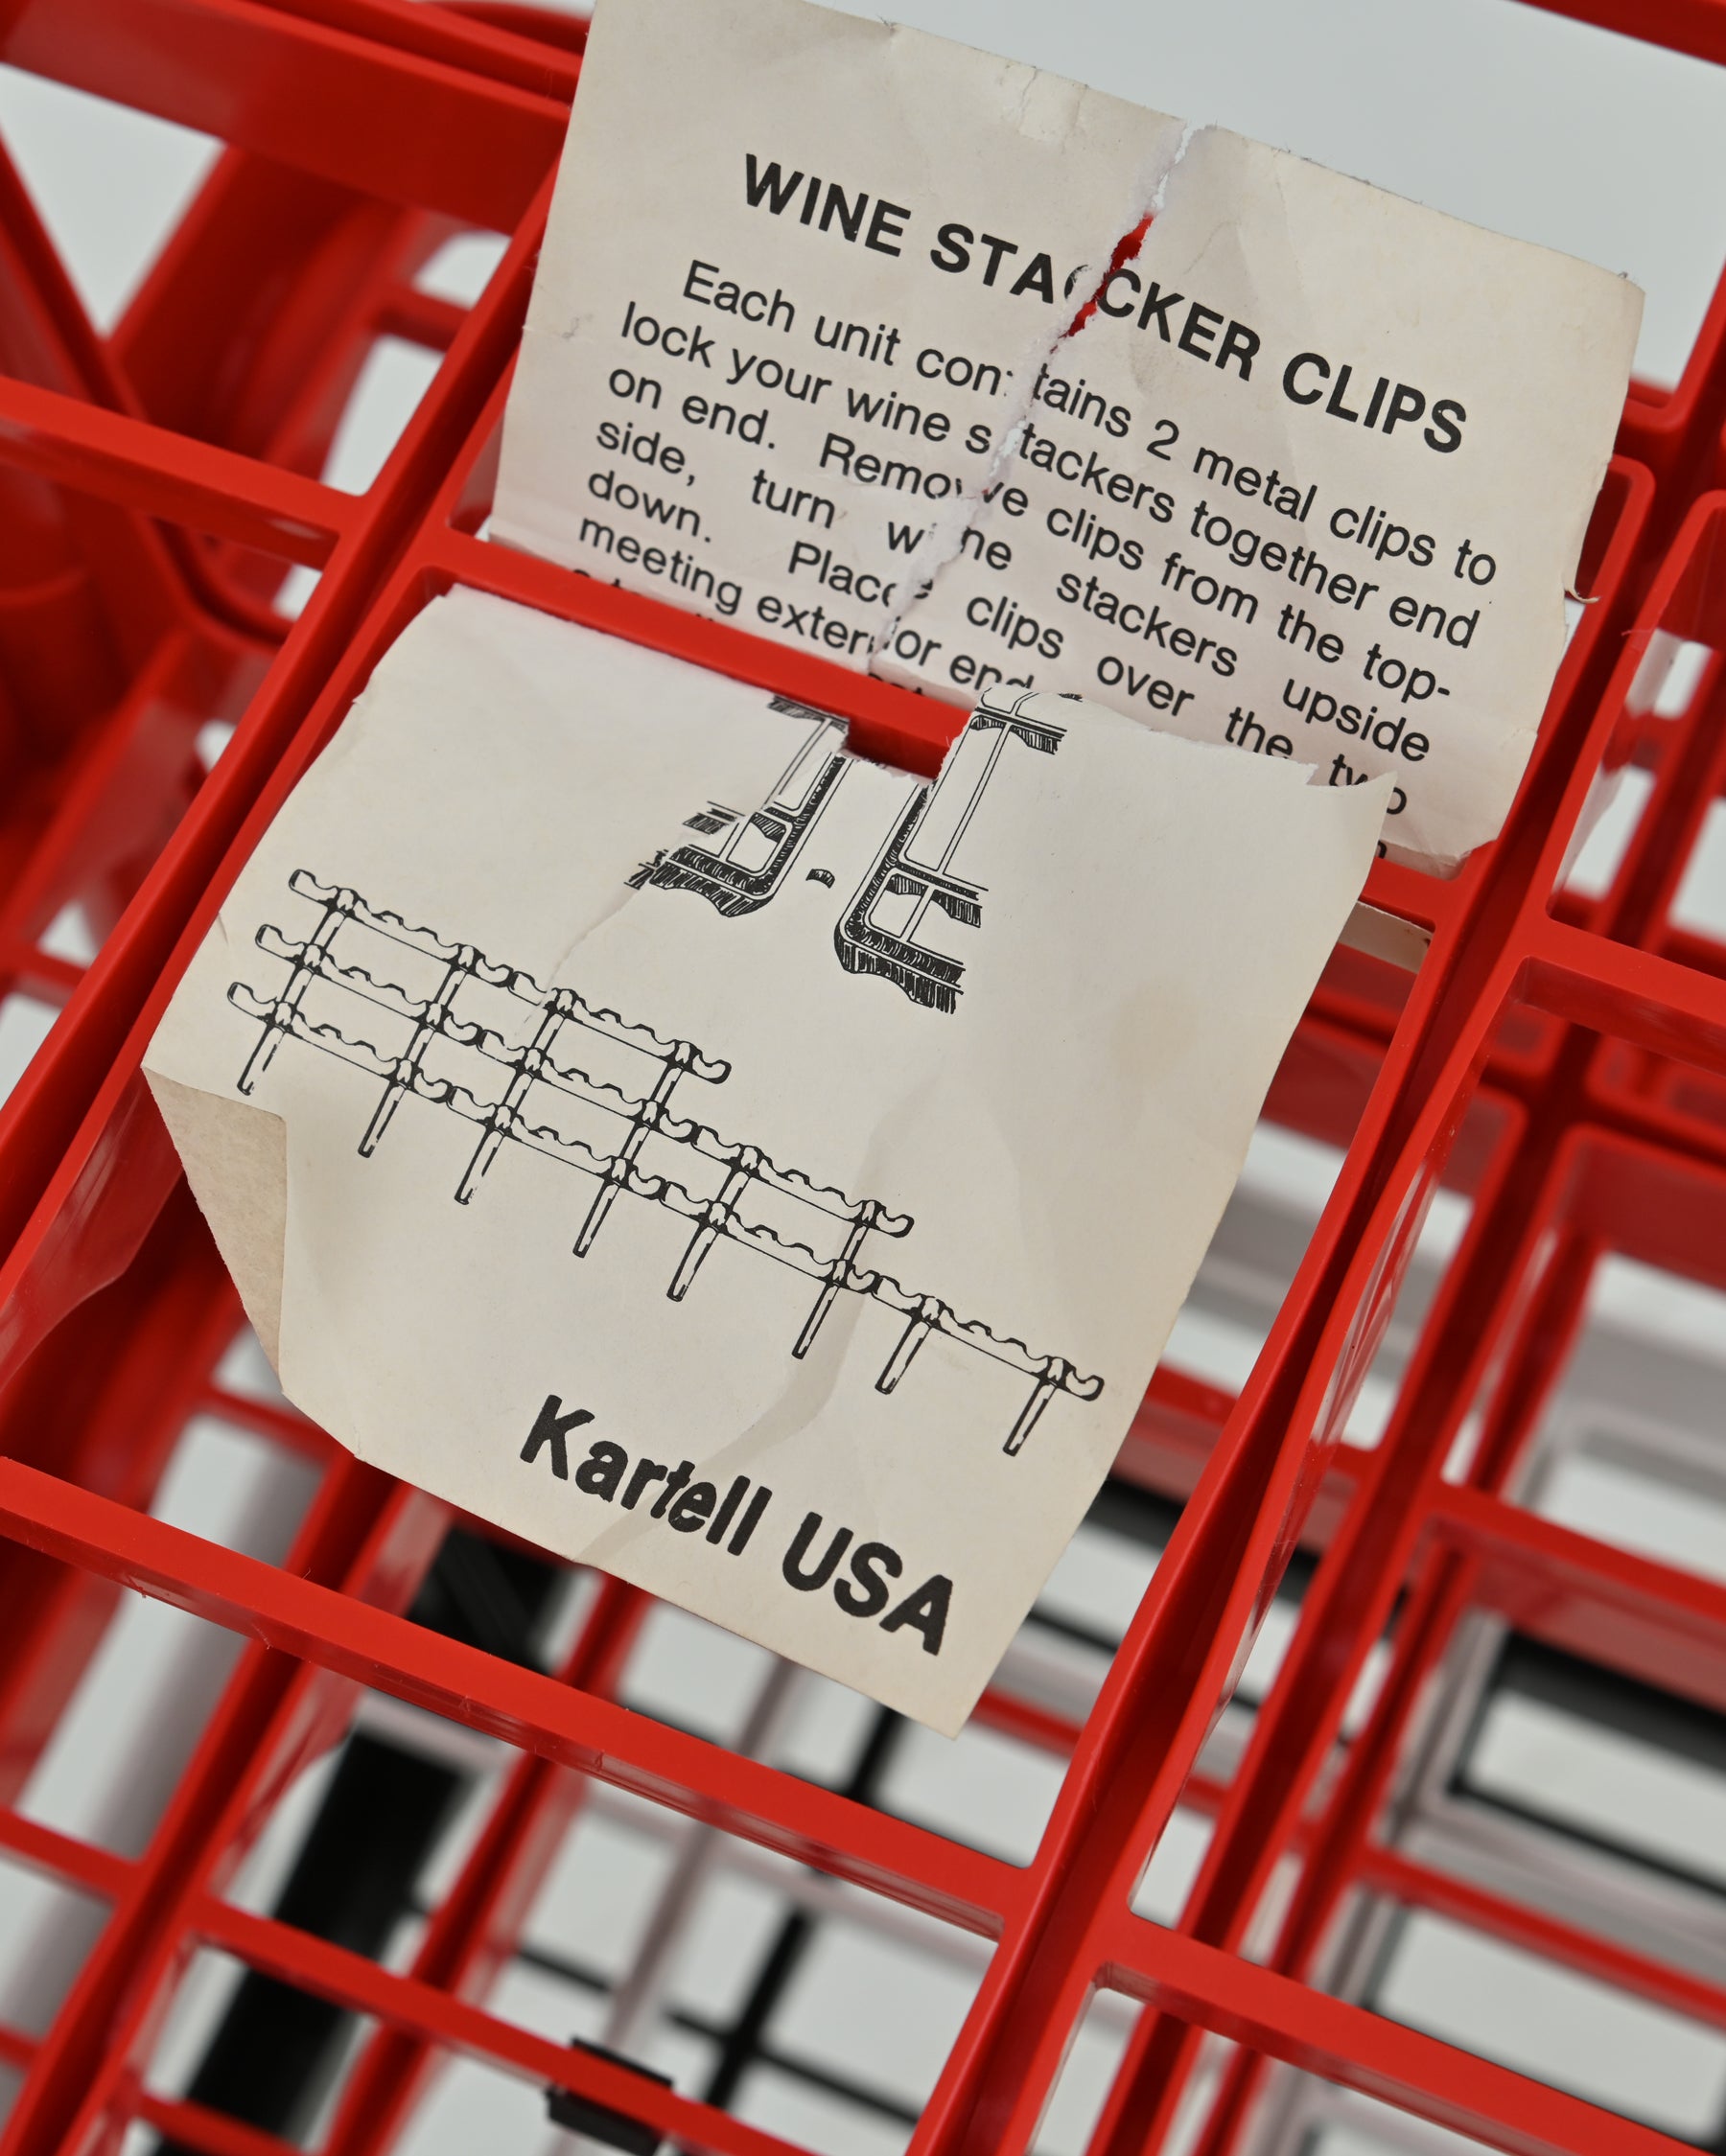 WINE STACKER CLIPS
Each unit contains 2 metal clips to
lock your wine stackers together end
on end. Remove clips from the top-
side, turn wine stackers upside
down. Place clips over the two
meeting exterior end
Kartell USA